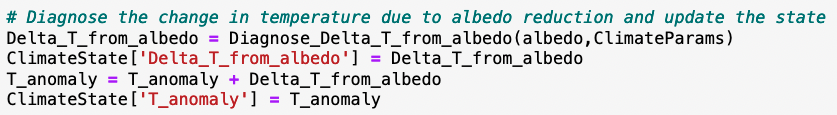 # Diagnose the change in temperature due to albedo reduction and update the state
Delta_T_from_albedo = Diagnose_Delta_T_from_albedo(albedo,ClimateParams)
ClimateState['Delta_T_from_albedo'] = Delta_T_from_albedo
T_anomaly = T_anomaly + Delta_T_from_albedo
ClimateState['T_anomaly'] = T_anomaly